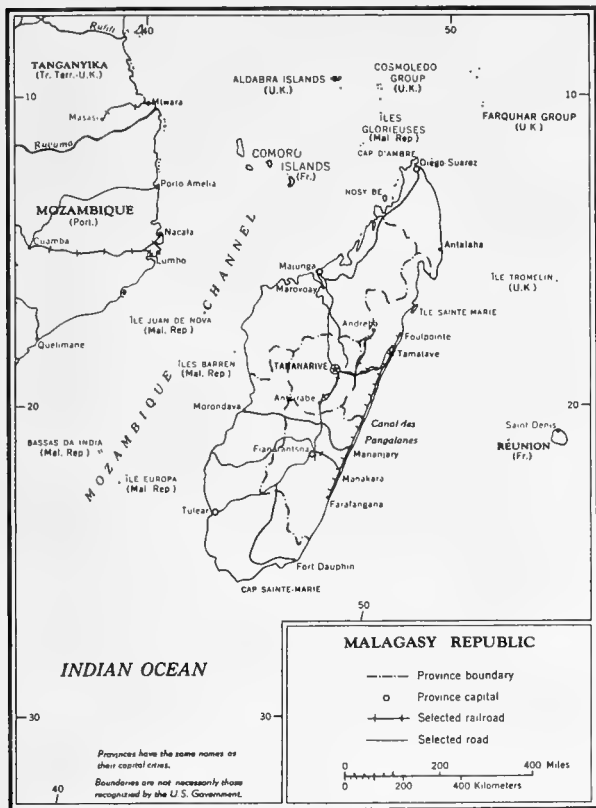 40
50
Rufiji
TANGANYIKA
(Tr. Terr.-U.K.)
ALDABRA ISLANDS
(U.K.)
COSMOLEDO
GROUP
(U.K.)
10
10
Mtwara
Masasi
ÎLES
GLORIEUSES
(Mal Rep)
FARQUHAR GROUP
(U K)
Ruvuma
CAP D'AMBRE
COMORO
ISLANDS
(Fr.)
Diégo-Suarez
Porto Amelia
NOSY BE
MOZAMBIQUE
(Port.)
Nacala
Cuamba
Lumbo
Antalaha
MOZAMBIQUE CHANNEL
Majunga
Marovoay
ÎLE TROMELIN
(U.K)
ÎLE JUAN DE NOVA
(Mal. Rep)
ÎLE SAINTE MARIE
Andreba
Foulpointe
Quelimane
ÎLES BARREN
(Mal. Rep)
TANANARIVE
Tamatave
Antsirabe
20
20
Morondava
Canal des
Pangalanes
Saint Denis
RÉUNION
(Fr.)
BASSAS DA INDIA
(Mal. Rep)
Fianarantsoa
Mananjary
ÎLE EUROPA
(Mal Rep)
Manakara
Tulear
Farafangana
Fort Dauphin
CAP SAINTE-MARIE
50
INDIAN OCEAN
MALAGASY REPUBLIC
Province boundary
Province capital
Selected railroad
Selected road
30
30
0 200 400 Miles
0 200 400 Kilometers
Provinces have the same names as
their capital cities.
Boundaries are not necessarily those
recognized by the U.S. Government.
40